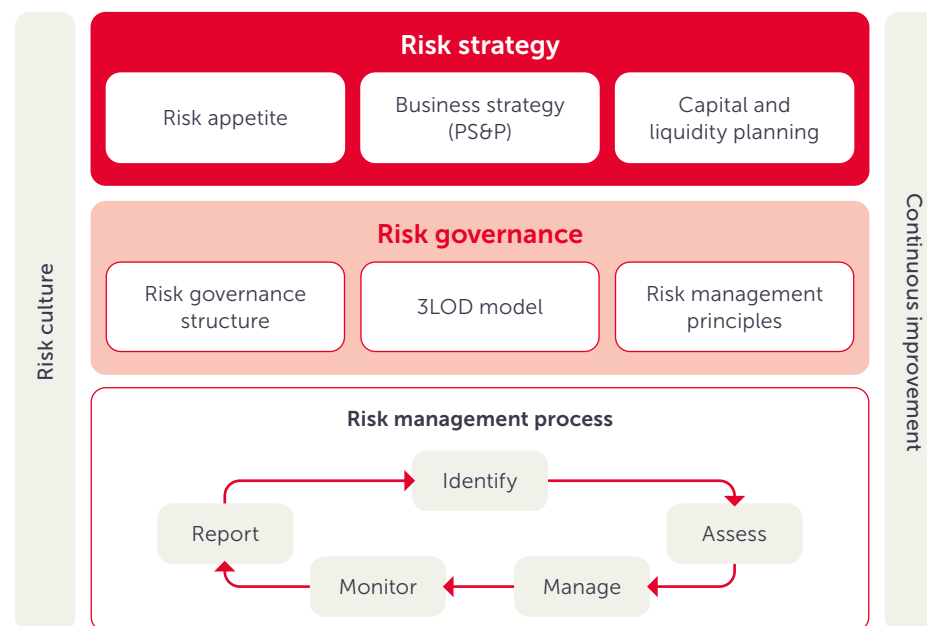 Risk culture
Risk strategy
Risk appetite
Business strategy
(PS&P)
Capital and
liquidity planning
Risk governance
Risk governance
structure
3LOD model
Risk management
principles
Risk management process
Identify
Assess
Manage
Monitor
Report
Continuous improvement